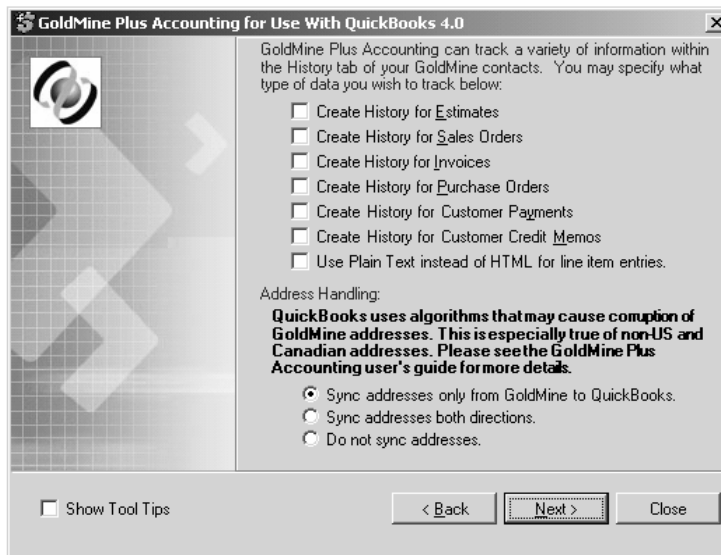 GoldMine Plus Accounting for Use With QuickBooks 4.0
GoldMine Plus Accounting can track a variety of information within
the History tab of your GoldMine contacts. You may specify what
type of data you wish to track below:
Create History for Estimates
Create History for Sales Orders
Create History for Invoices
Create History for Purchase Orders
Create History for Customer Payments
Create History for Customer Credit Memos
Use Plain Text instead of HTML for line item entries.
Address Handling:
QuickBooks uses algorithms that may cause corruption of
GoldMine addresses. This is especially true of non-US and
Canadian addresses. Please see the GoldMine Plus
Accounting user's guide for more details.
Sync addresses only from GoldMine to QuickBooks.
Sync addresses both directions.
Do not sync addresses.
Show Tool Tips
< Back
Next >
Close